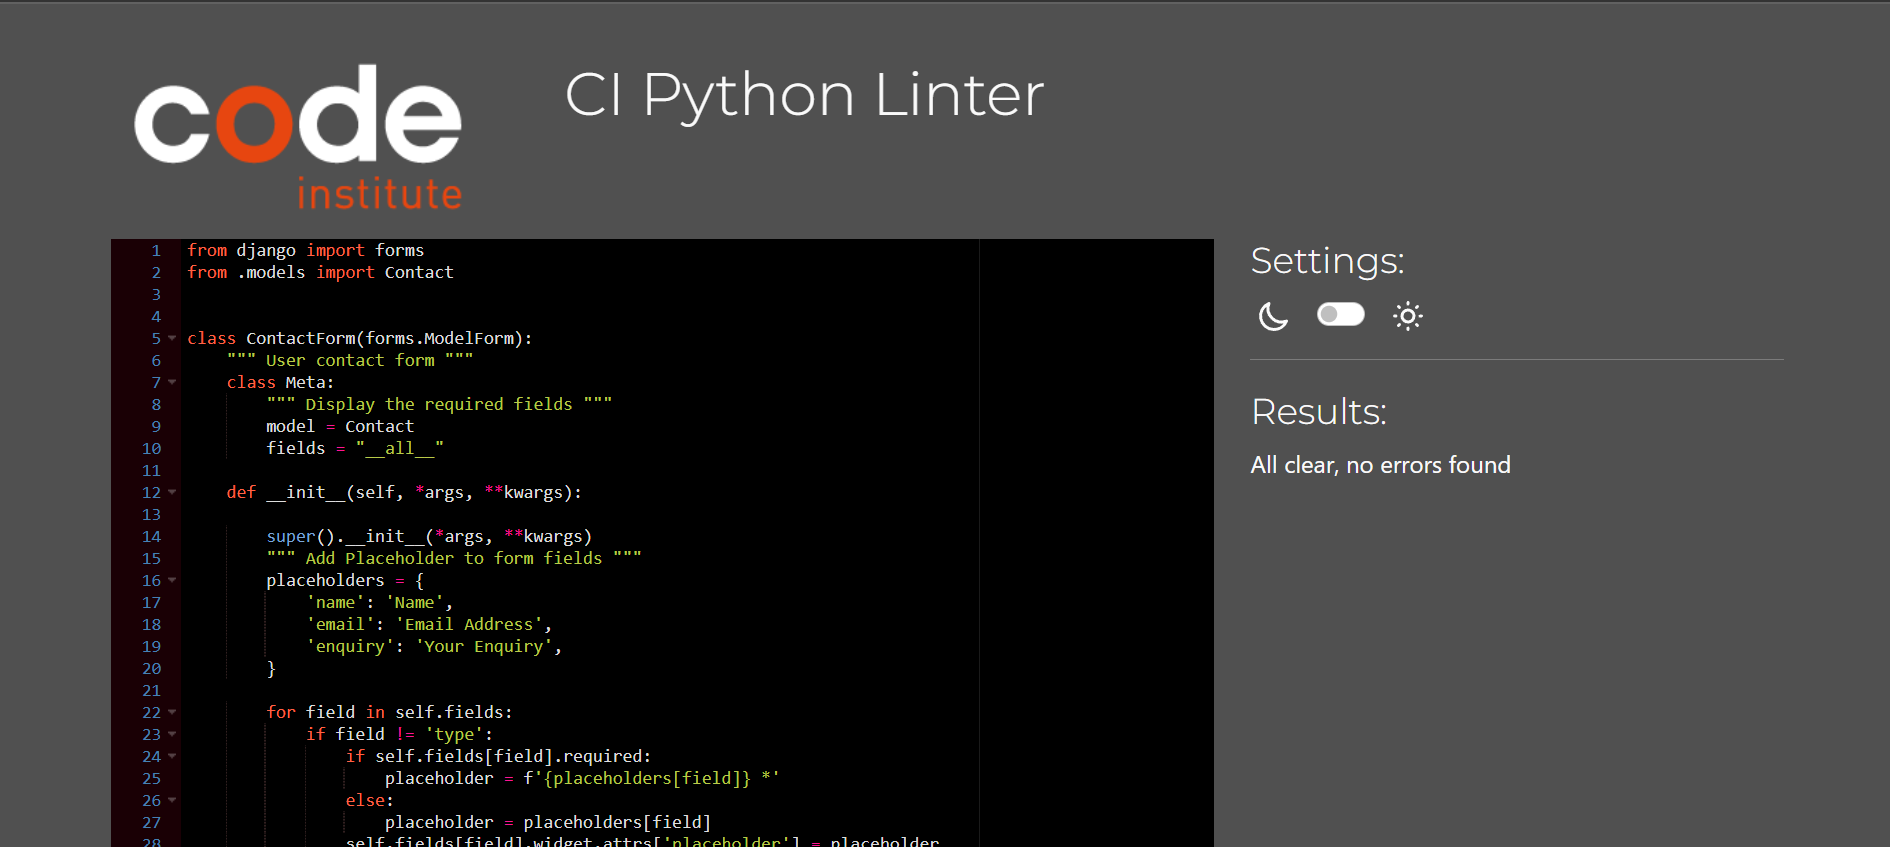 code
institute
CI Python Linter
1 from django import forms
2 from .models import Contact
3
4
5 class ContactForm(forms.ModelForm):
6     """ User contact form """
7     class Meta:
8         """ Display the required fields """
9         model = Contact
10         fields = "__all__"
11
12     def __init__(self, *args, **kwargs):
13
14         super().__init__(*args, **kwargs)
15         """ Add Placeholder to form fields """
16         placeholders = {
17             'name': 'Name',
18             'email': 'Email Address',
19             'enquiry': 'Your Enquiry',
20         }
21
22         for field in self.fields:
23             if field != 'type':
24                 if self.fields[field].required:
25                     placeholder = f'{placeholders[field]} *'
26                 else:
27                     placeholder = placeholders[field]
28                 self.fields[field].widget.attrs['placeholder'] = placeholder
Settings:
Results:
All clear, no errors found